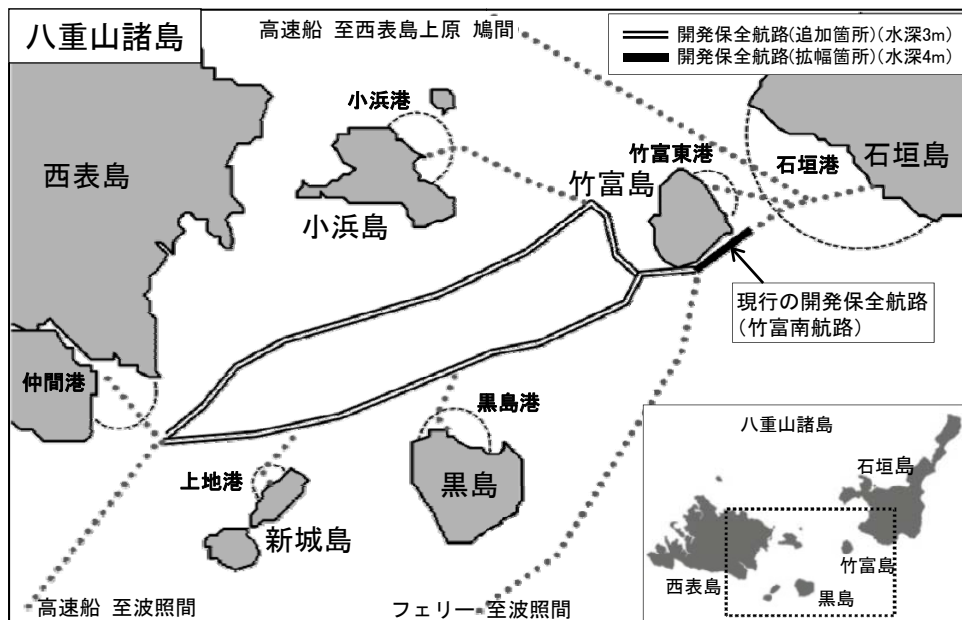 八重山諸島
高速船 至西表島上原 鳩間
開発保全航路(追加箇所)(水深3m)
開発保全航路(拡幅箇所)(水深4m)
小浜港
竹富東港
石垣港
石垣島
西表島
竹富島
小浜島
現行の開発保全航路
(竹富南航路)
仲間港
黒島港
上地港
黒島
新城島
高速船 至波照間
フェリー 至波照間
八重山諸島
石垣島
竹富島
西表島
黒島